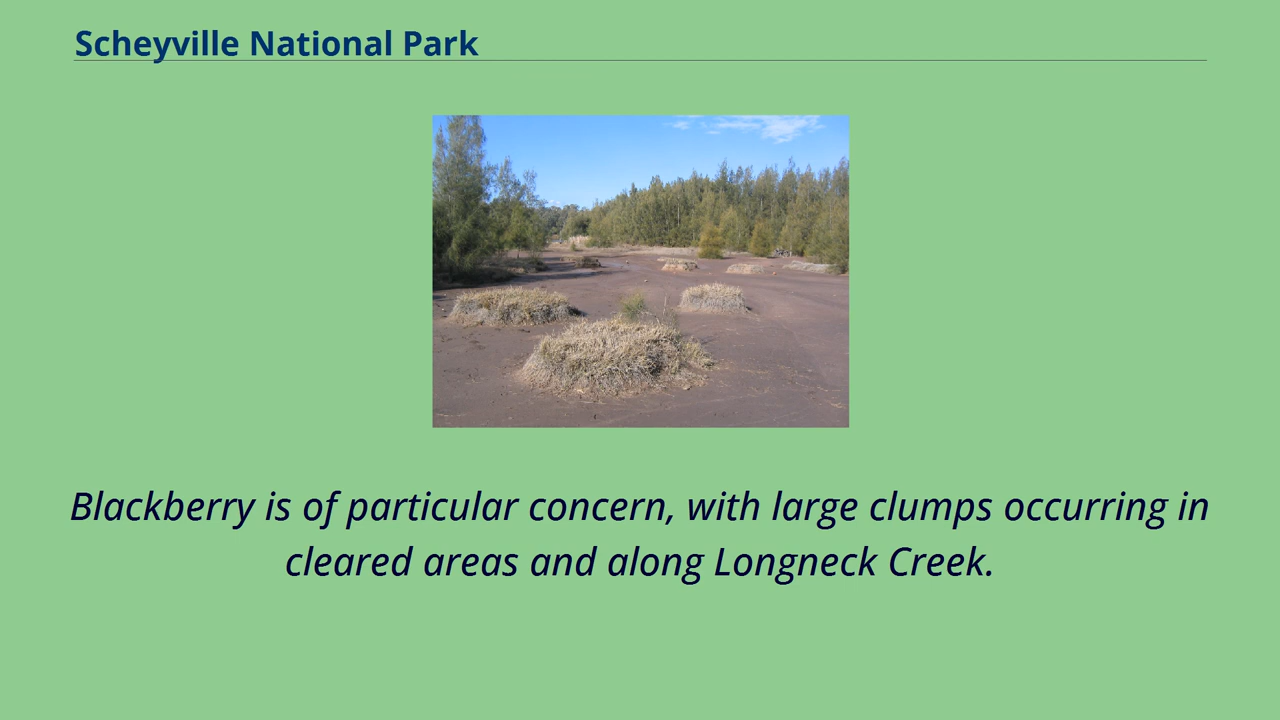 Scheyville National Park
Blackberry is of particular concern, with large clumps occurring in
cleared areas and along Longneck Creek.